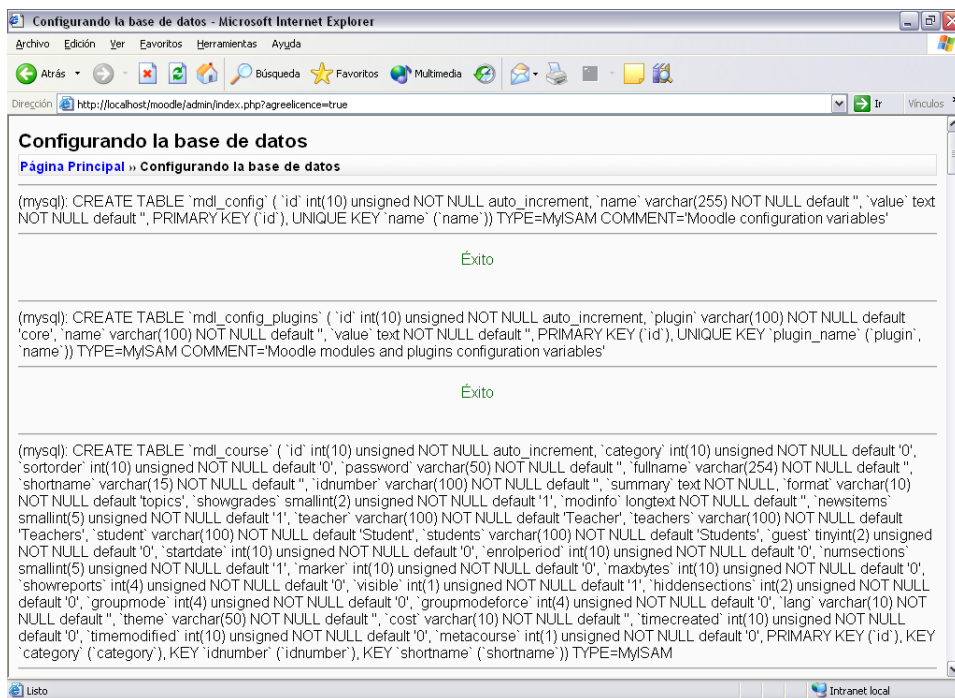 Configurando la base de datos - Microsoft Internet Explorer
Archivo Edición Ver Favoritos Herramientas Ayuda
Atrás Búsqueda Favoritos Multimedia
Dirección http://localhost/moodle/admin/index.php?agreelicence=true Ir Vínculos »
Configurando la base de datos
Página Principal » Configurando la base de datos
(mysql): CREATE TABLE `mdl_config` ( `id` int(10) unsigned NOT NULL auto_increment, `name` varchar(255) NOT NULL default '', `value` text
NOT NULL default '', PRIMARY KEY (`id`), UNIQUE KEY `name` (`name`)) TYPE=MyISAM COMMENT='Moodle configuration variables'
Éxito
(mysql): CREATE TABLE `mdl_config_plugins` ( `id` int(10) unsigned NOT NULL auto_increment, `plugin` varchar(100) NOT NULL default
'core', `name` varchar(100) NOT NULL default '', `value` text NOT NULL default '', PRIMARY KEY (`id`), UNIQUE KEY `plugin_name` (`plugin`,
`name`)) TYPE=MyISAM COMMENT='Moodle modules and plugins configuration variables'
Éxito
(mysql): CREATE TABLE `mdl_course` ( `id` int(10) unsigned NOT NULL auto_increment, `category` int(10) unsigned NOT NULL default '0',
`sortorder` int(10) unsigned NOT NULL default '0', `password` varchar(50) NOT NULL default '', `fullname` varchar(254) NOT NULL default '',
`shortname` varchar(15) NOT NULL default '', `idnumber` varchar(100) NOT NULL default '', `summary` text NOT NULL, `format` varchar(10)
NOT NULL default 'topics', `showgrades` smallint(2) unsigned NOT NULL default '1', `modinfo` longtext NOT NULL default '', `newsitems`
smallint(5) unsigned NOT NULL default '1', `teacher` varchar(100) NOT NULL default 'Teacher', `teachers` varchar(100) NOT NULL default
'Teachers', `student` varchar(100) NOT NULL default 'Student', `students` varchar(100) NOT NULL default 'Students', `guest` tinyint(2) unsigned
NOT NULL default '0', `startdate` int(10) unsigned NOT NULL default '0', `enrolperiod` int(10) unsigned NOT NULL default '0', `numsections`
smallint(5) unsigned NOT NULL default '1', `marker` int(10) unsigned NOT NULL default '0', `maxbytes` int(10) unsigned NOT NULL default '0',
`showreports` int(4) unsigned NOT NULL default '0', `visible` int(1) unsigned NOT NULL default '1', `hiddensections` int(2) unsigned NOT NULL
default '0', `groupmode` int(4) unsigned NOT NULL default '0', `groupmodeforce` int(4) unsigned NOT NULL default '0', `lang` varchar(10) NOT
NULL default '', `theme` varchar(50) NOT NULL default '', `cost` varchar(10) NOT NULL default '', `timecreated` int(10) unsigned NOT NULL
default '0', `timemodified` int(10) unsigned NOT NULL default '0', `metacourse` int(1) unsigned NOT NULL default '0', PRIMARY KEY (`id`), KEY
`category` (`category`), KEY `idnumber` (`idnumber`), KEY `shortname` (`shortname`)) TYPE=MyISAM
Listo Intranet local